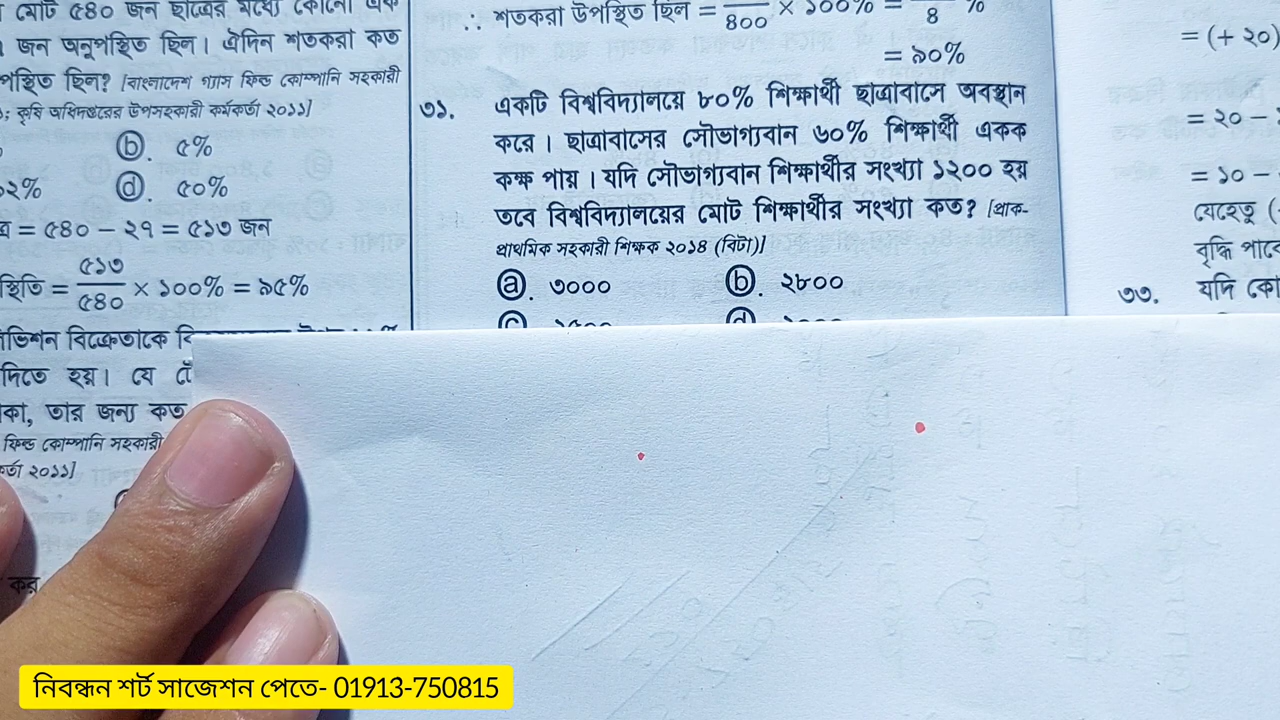 মোট ৫৪০ জন ছাত্রের মধ্যে কোনো এক
জন অনুপস্থিত ছিল। ঐদিন শতকরা কত
পস্থিত ছিল? [বাংলাদেশ গ্যাস ফিল্ড কোম্পানি সহকারী
; কৃষি অধিদপ্তরের উপসহকারী কর্মকর্তা ২০১১]
ⓑ. ৫%
২% ⓓ. ৫০%
= ৫৪০ – ২৭ = ৫১৩ জন
স্থিতি = ৫১৩/৫৪০ × ১০০% = ৯৫%
ভিশন বিক্রেতাকে
দিতে হয়। যে
কা, তার জন্য কত
ফিল্ড কোম্পানি সহকারী
র্তা ২০১১]
কর
∴ শতকরা উপস্থিত ছিল = /৪০০ × ১০০% = /৪ %
= ৯০%
৩১. একটি বিশ্ববিদ্যালয়ে ৮০% শিক্ষার্থী ছাত্রাবাসে অবস্থান
করে। ছাত্রাবাসের সৌভাগ্যবান ৬০% শিক্ষার্থী একক
কক্ষ পায়। যদি সৌভাগ্যবান শিক্ষার্থীর সংখ্যা ১২০০ হয়
তবে বিশ্ববিদ্যালয়ের মোট শিক্ষার্থীর সংখ্যা কত? [প্রাক-
প্রাথমিক সহকারী শিক্ষক ২০১৪ (বিটা)]
ⓐ. ৩০০০ ⓑ. ২৮০০
= (+ ২০)
= ২০ –
= ১০ –
যেহেতু (
বৃদ্ধি পাবে
৩৩. যদি কো
নিবন্ধন শর্ট সাজেশন পেতে- 01913-750815